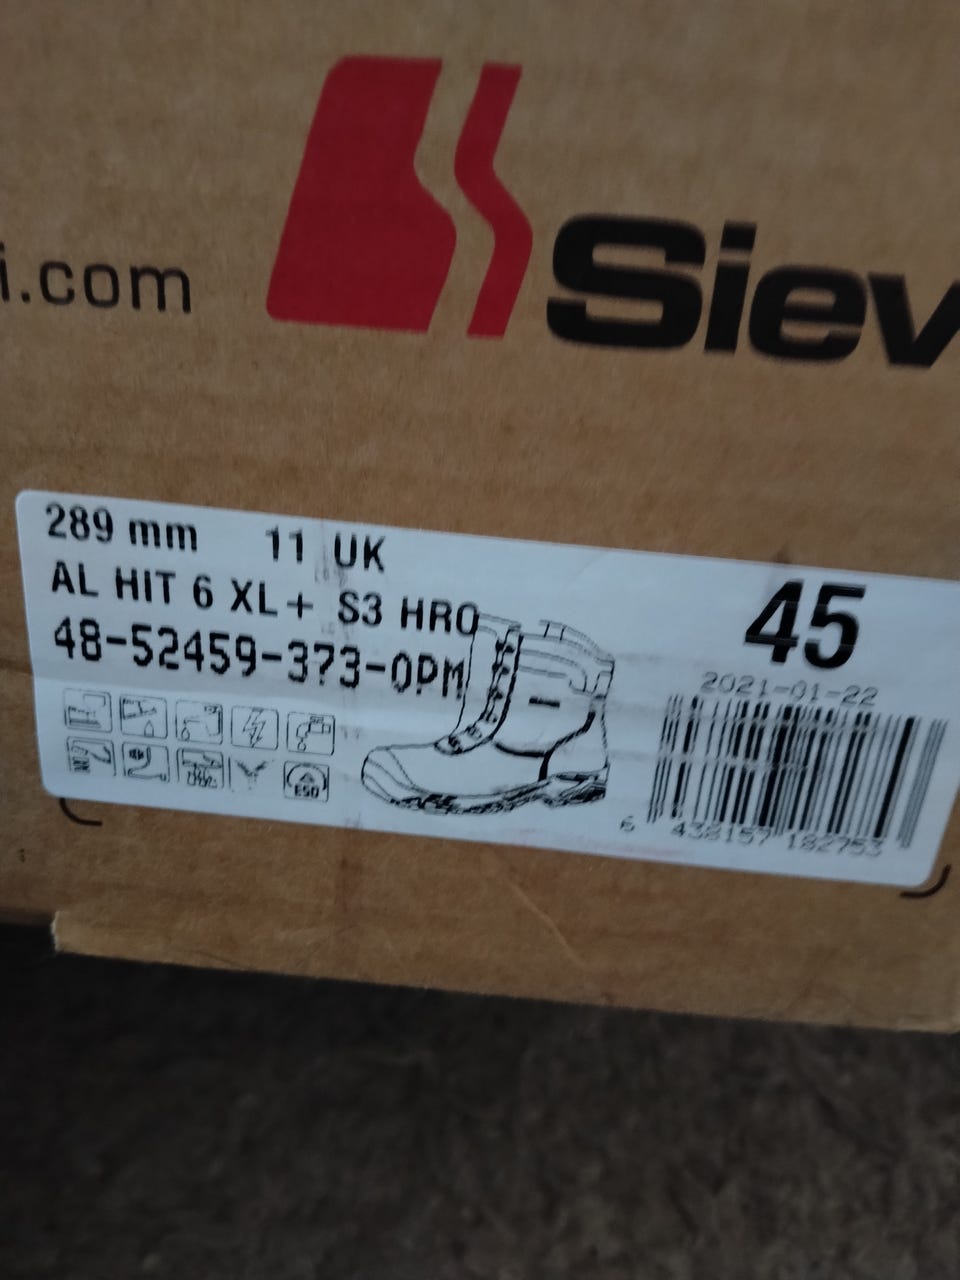 i.com
Siev
289 mm 11 UK
AL HIT 6 XL+ S3 HRO
48-52459-373-0PM
45
2021-01-22
ESD
6 438157 182753